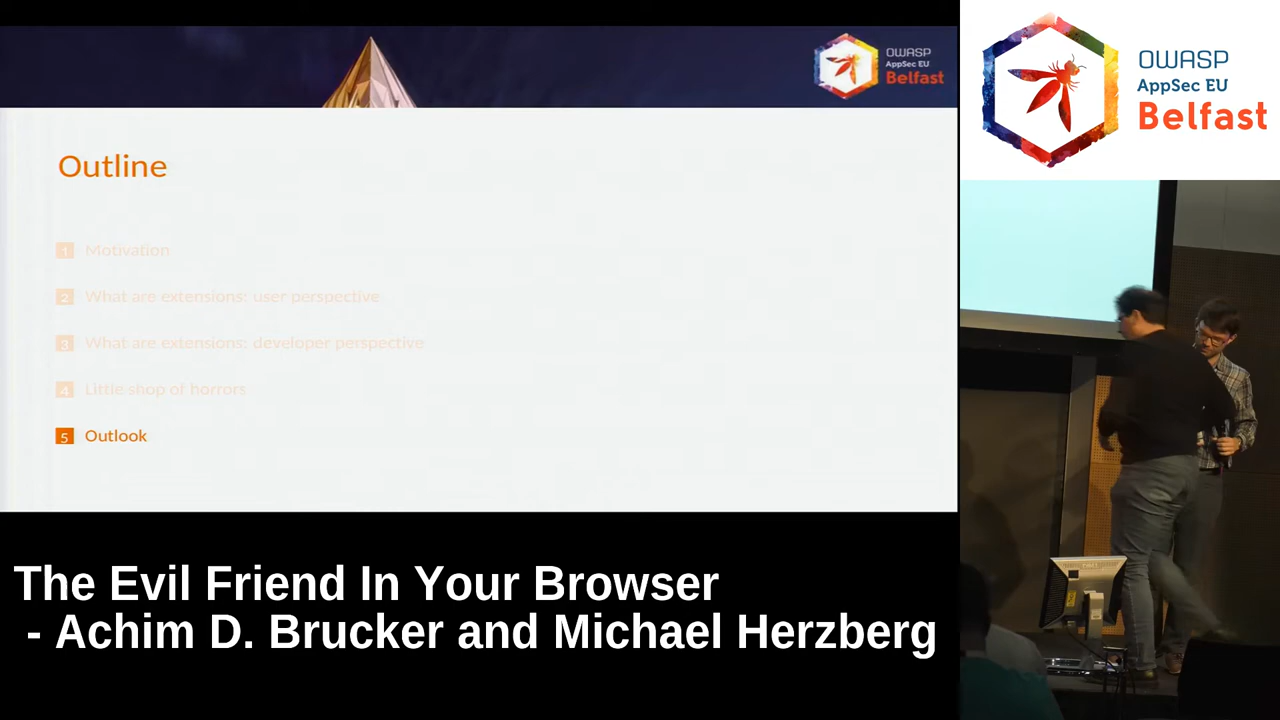 OWASP
AppSec EU
Belfast
OWASP
AppSec EU
Belfast
Outline
1 Motivation
2 What are extensions: user perspective
3 What are extensions: developer perspective
4 Little shop of horrors
5 Outlook
The Evil Friend In Your Browser
- Achim D. Brucker and Michael Herzberg